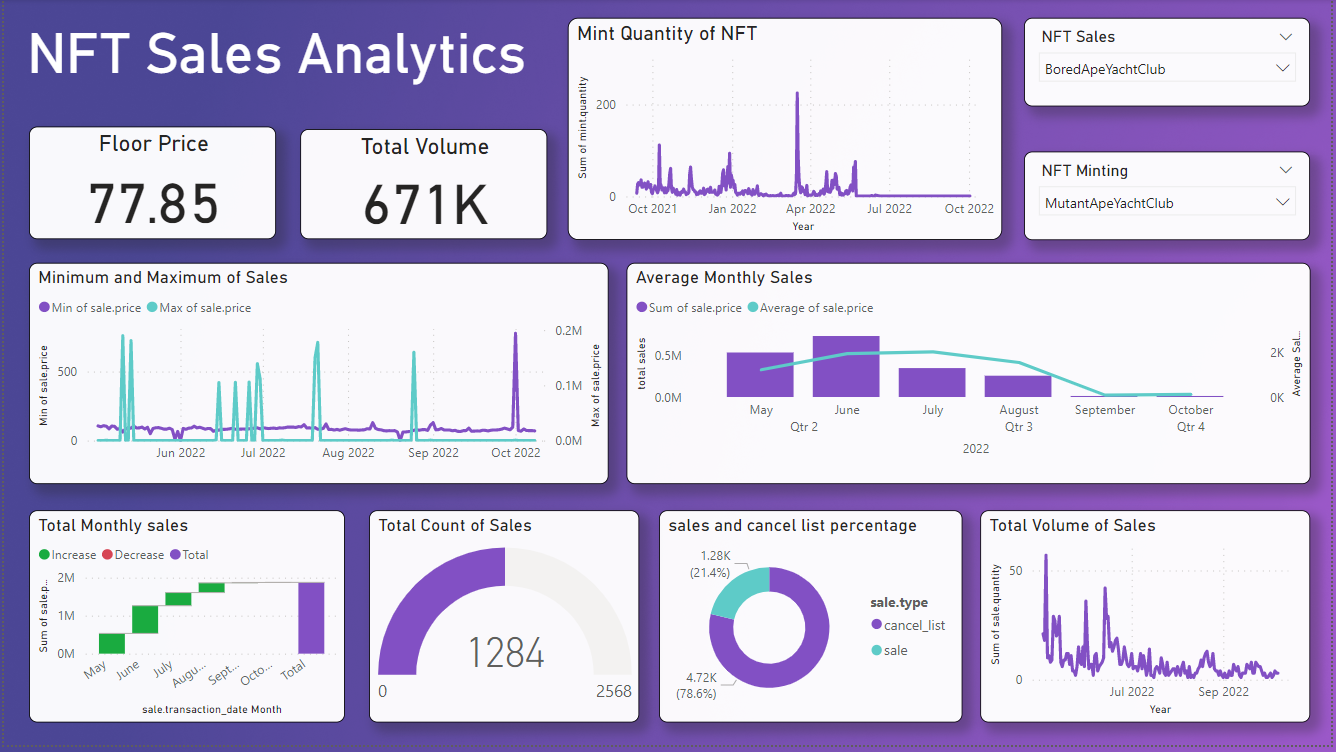 NFT Sales Analytics
Floor Price
77.85
Total Volume
671K
Mint Quantity of NFT
Sum of mint.quantity
200
0
Oct 2021 Jan 2022 Apr 2022 Jul 2022 Oct 2022
Year
NFT Sales
BoredApeYachtClub
NFT Minting
MutantApeYachtClub
Minimum and Maximum of Sales
Min of sale.price Max of sale.price
Min of sale.price
500
0
0.2M
0.1M
0.0M
Max of sale.price
Jun 2022 Jul 2022 Aug 2022 Sep 2022 Oct 2022
Average Monthly Sales
Sum of sale.price Average of sale.price
total sales
0.5M
0.0M
2K
0K
Average Sal...
May June July August September October
Qtr 2 Qtr 3 Qtr 4
2022
Total Monthly sales
Increase Decrease Total
Sum of sale.p...
2M
1M
0M
May June July Augu... Sept... Octo... Total
sale.transaction_date Month
Total Count of Sales
1284
0 2568
sales and cancel list percentage
1.28K
(21.4%)
4.72K
(78.6%)
sale.type
cancel_list
sale
Total Volume of Sales
Sum of sale.quantity
50
0
Jul 2022 Sep 2022
Year